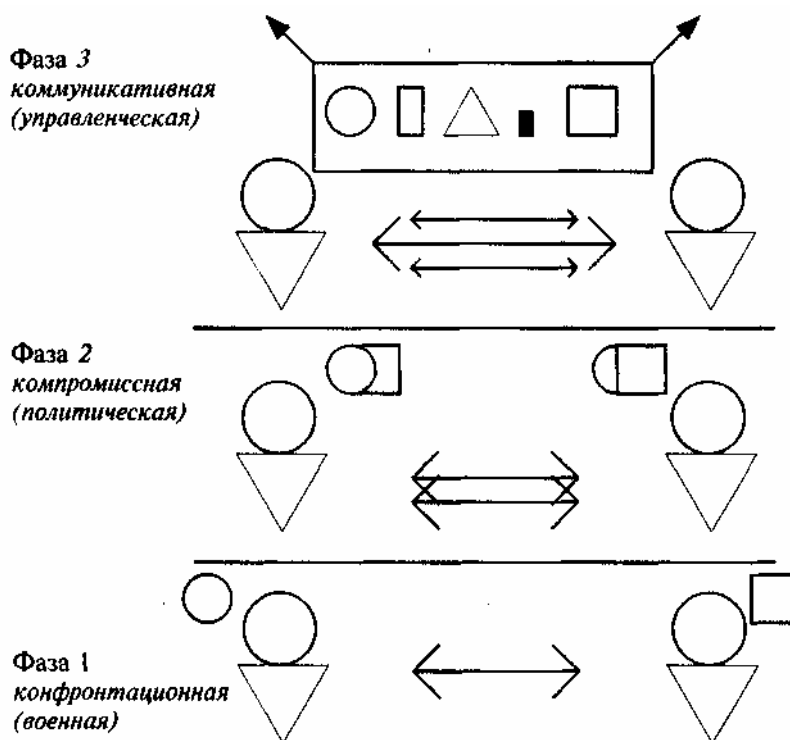 Фаза 3
коммуникативная
(управленческая)
Фаза 2
компромиссная
(политическая)
Фаза 1
конфронтационная
(военная)